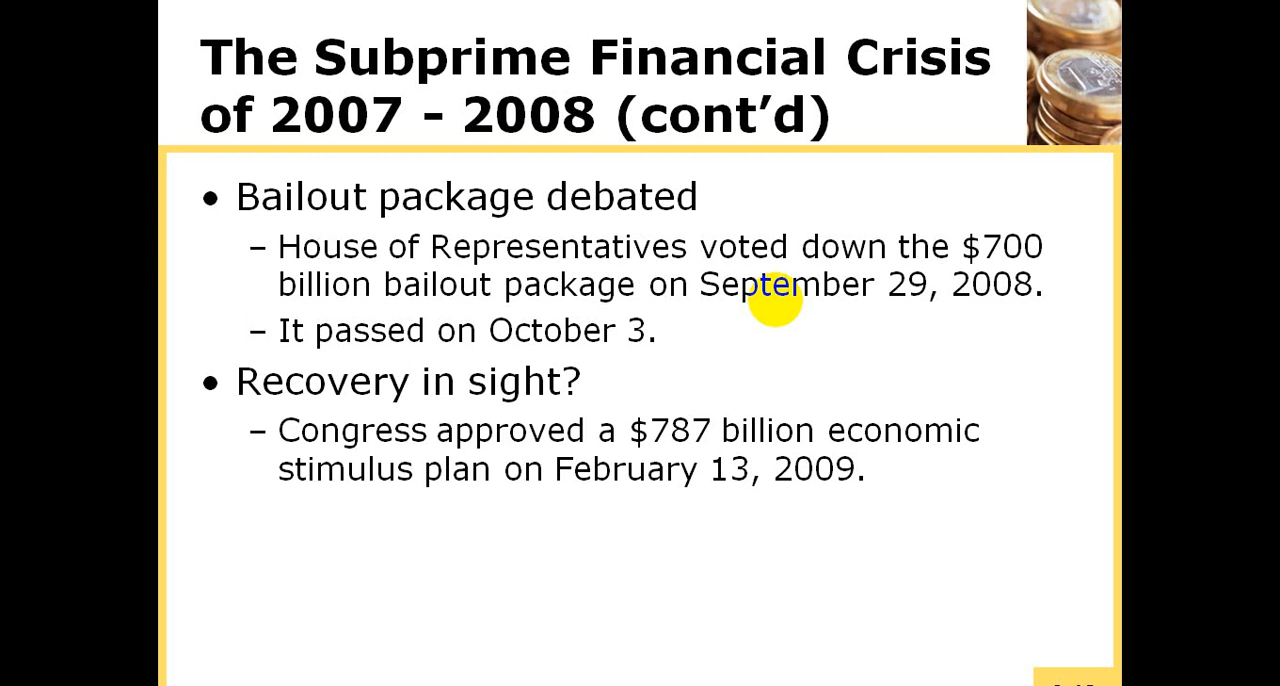 The Subprime Financial Crisis
of 2007 - 2008 (cont’d)
• Bailout package debated
– House of Representatives voted down the $700
billion bailout package on September 29, 2008.
– It passed on October 3.
• Recovery in sight?
– Congress approved a $787 billion economic
stimulus plan on February 13, 2009.